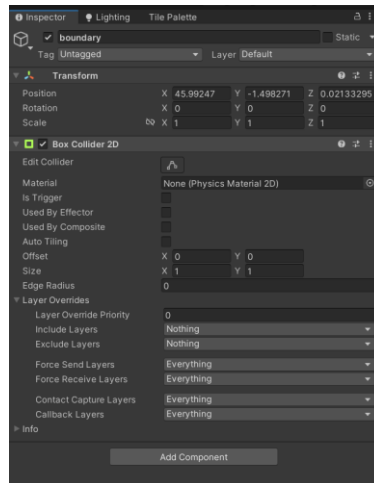 Inspector Lighting Tile Palette
boundary Static
Tag Untagged Layer Default
Transform
Position X 45.99247 Y -1.498271 Z 0.02133295
Rotation X 0 Y 0 Z 0
Scale X 1 Y 1 Z 1
Box Collider 2D
Edit Collider
Material None (Physics Material 2D)
Is Trigger
Used By Effector
Used By Composite
Auto Tiling
Offset X 0 Y 0
Size X 1 Y 1
Edge Radius 0
Layer Overrides
Layer Override Priority 0
Include Layers Nothing
Exclude Layers Nothing
Force Send Layers Everything
Force Receive Layers Everything
Contact Capture Layers Everything
Callback Layers Everything
Info
Add Component